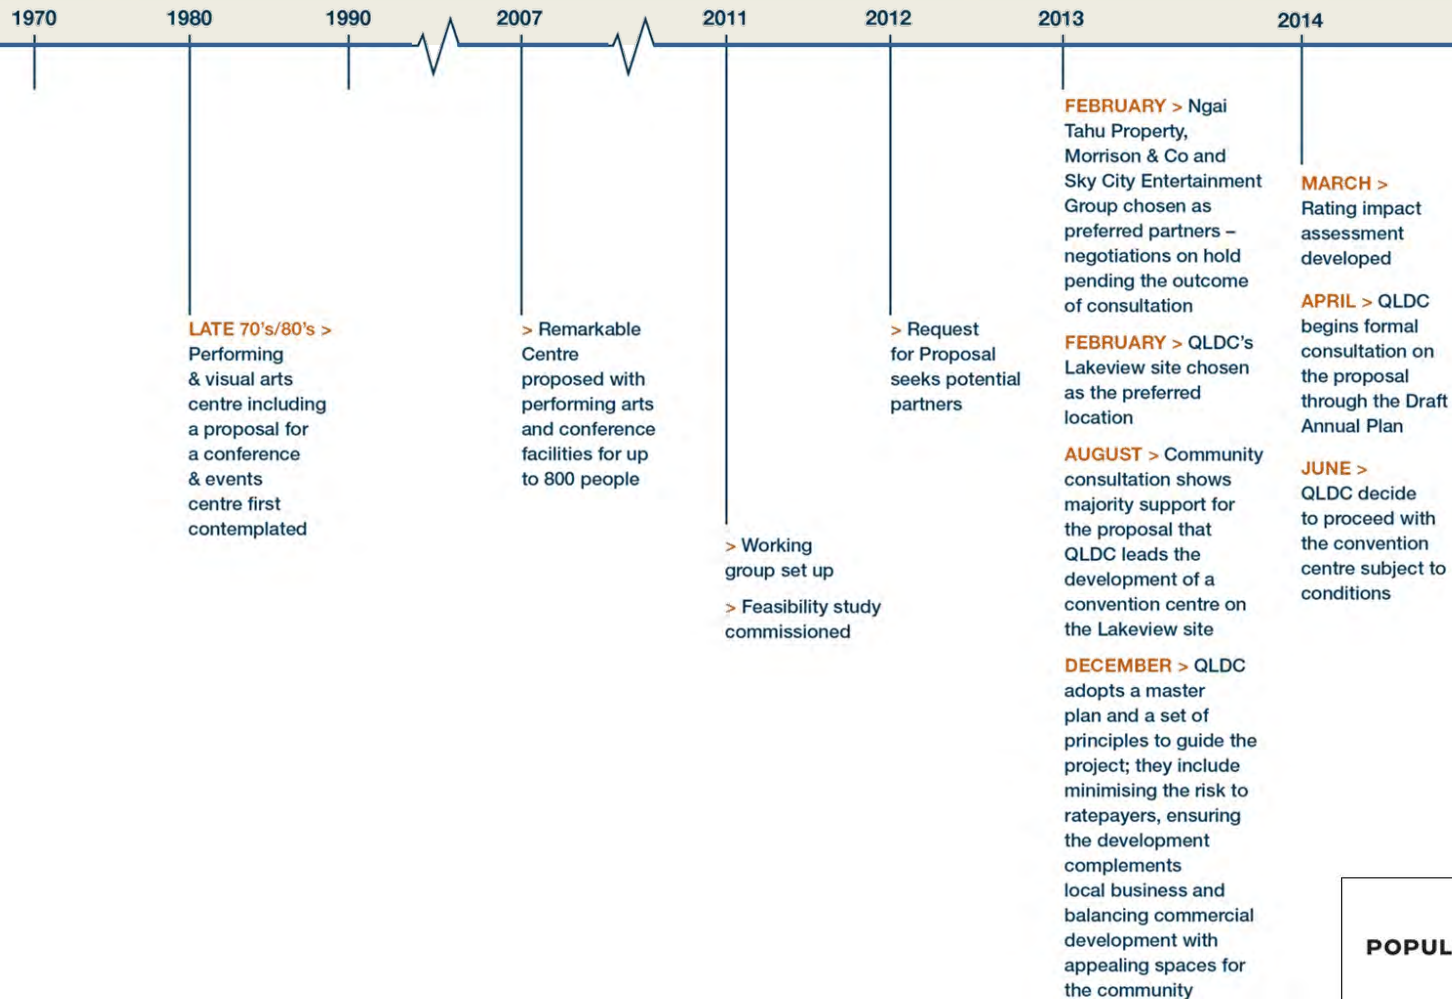 1970
1980
1990
2007
2011
2012
2013
2014
LATE 70's/80's >
Performing
& visual arts
centre including
a proposal for
a conference
& events
centre first
contemplated
> Remarkable
Centre
proposed with
performing arts
and conference
facilities for up
to 800 people
> Working
group set up
> Feasibility study
commissioned
> Request
for Proposal
seeks potential
partners
FEBRUARY > Ngai
Tahu Property,
Morrison & Co and
Sky City Entertainment
Group chosen as
preferred partners –
negotiations on hold
pending the outcome
of consultation
FEBRUARY > QLDC's
Lakeview site chosen
as the preferred
location
AUGUST > Community
consultation shows
majority support for
the proposal that
QLDC leads the
development of a
convention centre on
the Lakeview site
DECEMBER > QLDC
adopts a master
plan and a set of
principles to guide the
project; they include
minimising the risk to
ratepayers, ensuring
the development
complements
local business and
balancing commercial
development with
appealing spaces for
the community
MARCH >
Rating impact
assessment
developed
APRIL > QLDC
begins formal
consultation on
the proposal
through the Draft
Annual Plan
JUNE >
QLDC decide
to proceed with
the convention
centre subject to
conditions
POPUL